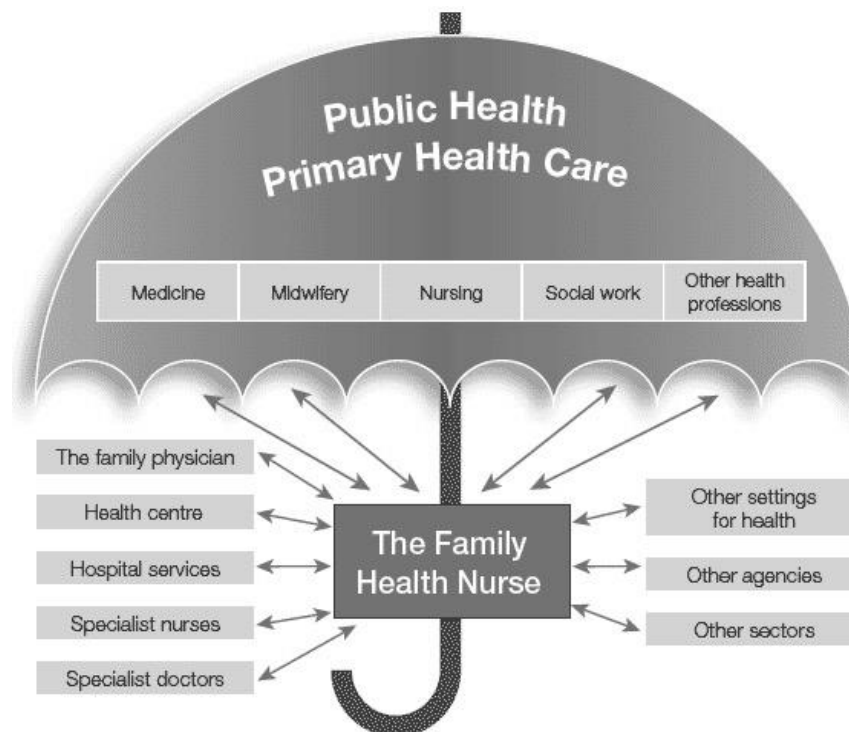 Public Health
Primary Health Care
Medicine
Midwifery
Nursing
Social work
Other health
professions
The family physician
Health centre
Hospital services
Specialist nurses
Specialist doctors
The Family
Health Nurse
Other settings
for health
Other agencies
Other sectors